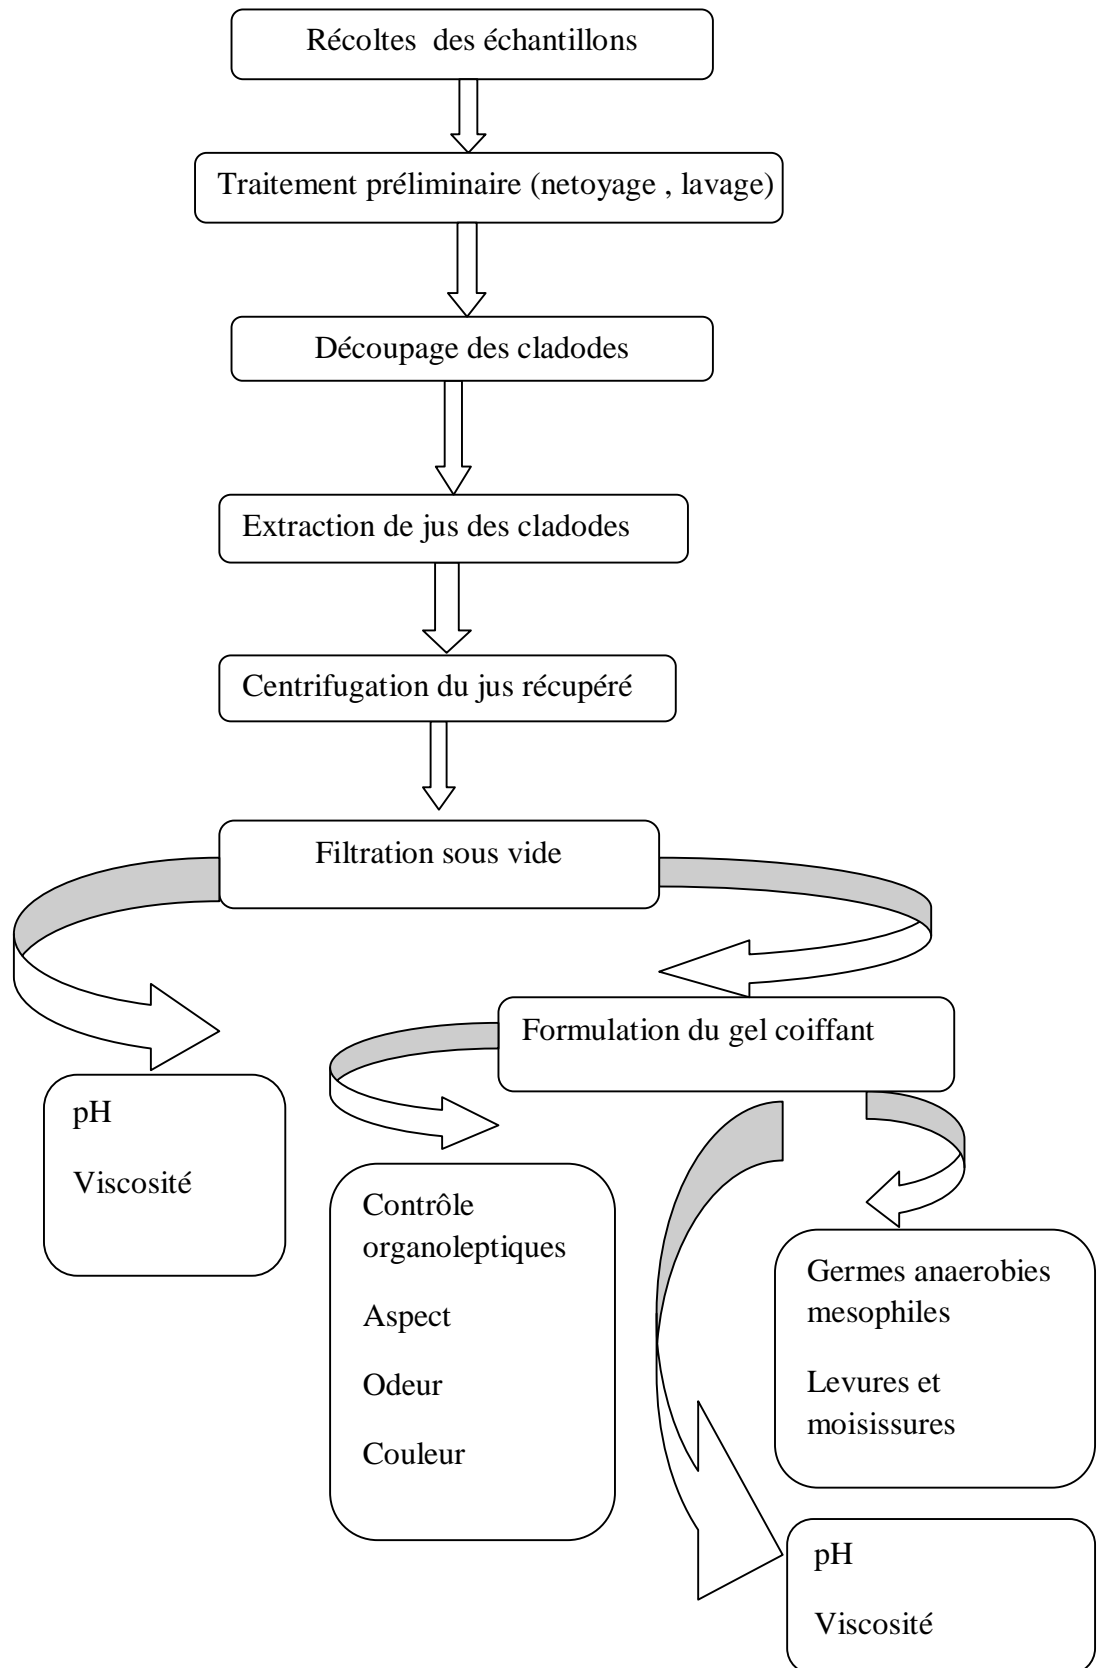 Récoltes des échantillons
Traitement préliminaire (netoyage , lavage)
Découpage des cladodes
Extraction de jus des cladodes
Centrifugation du jus récupéré
Filtration sous vide
Formulation du gel coiffant
pH
Viscosité
Contrôle
organoleptiques
Aspect
Odeur
Couleur
Germes anaerobies
mesophiles
Levures et
moisissures
pH
Viscosité